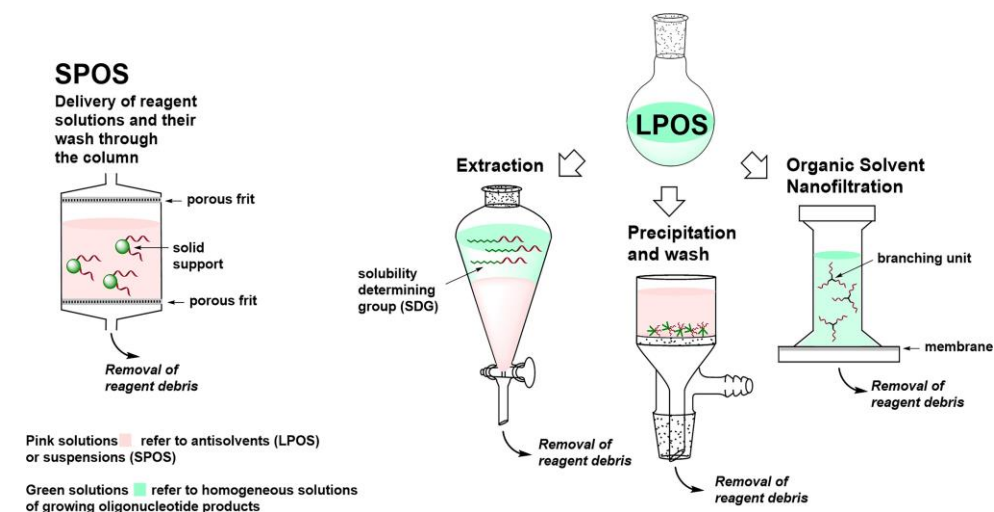 SPOS
Delivery of reagent
solutions and their
wash through
the column
porous frit
solid
support
porous frit
Removal of
reagent debris
Pink solutions refer to antisolvents (LPOS)
or suspensions (SPOS)
Green solutions refer to homogeneous solutions
of growing oligonucleotide products
LPOS
Extraction
solubility
determining
group (SDG)
Removal of
reagent debris
Precipitation
and wash
Removal of
reagent debris
Organic Solvent
Nanofiltration
branching unit
membrane
Removal of
reagent debris